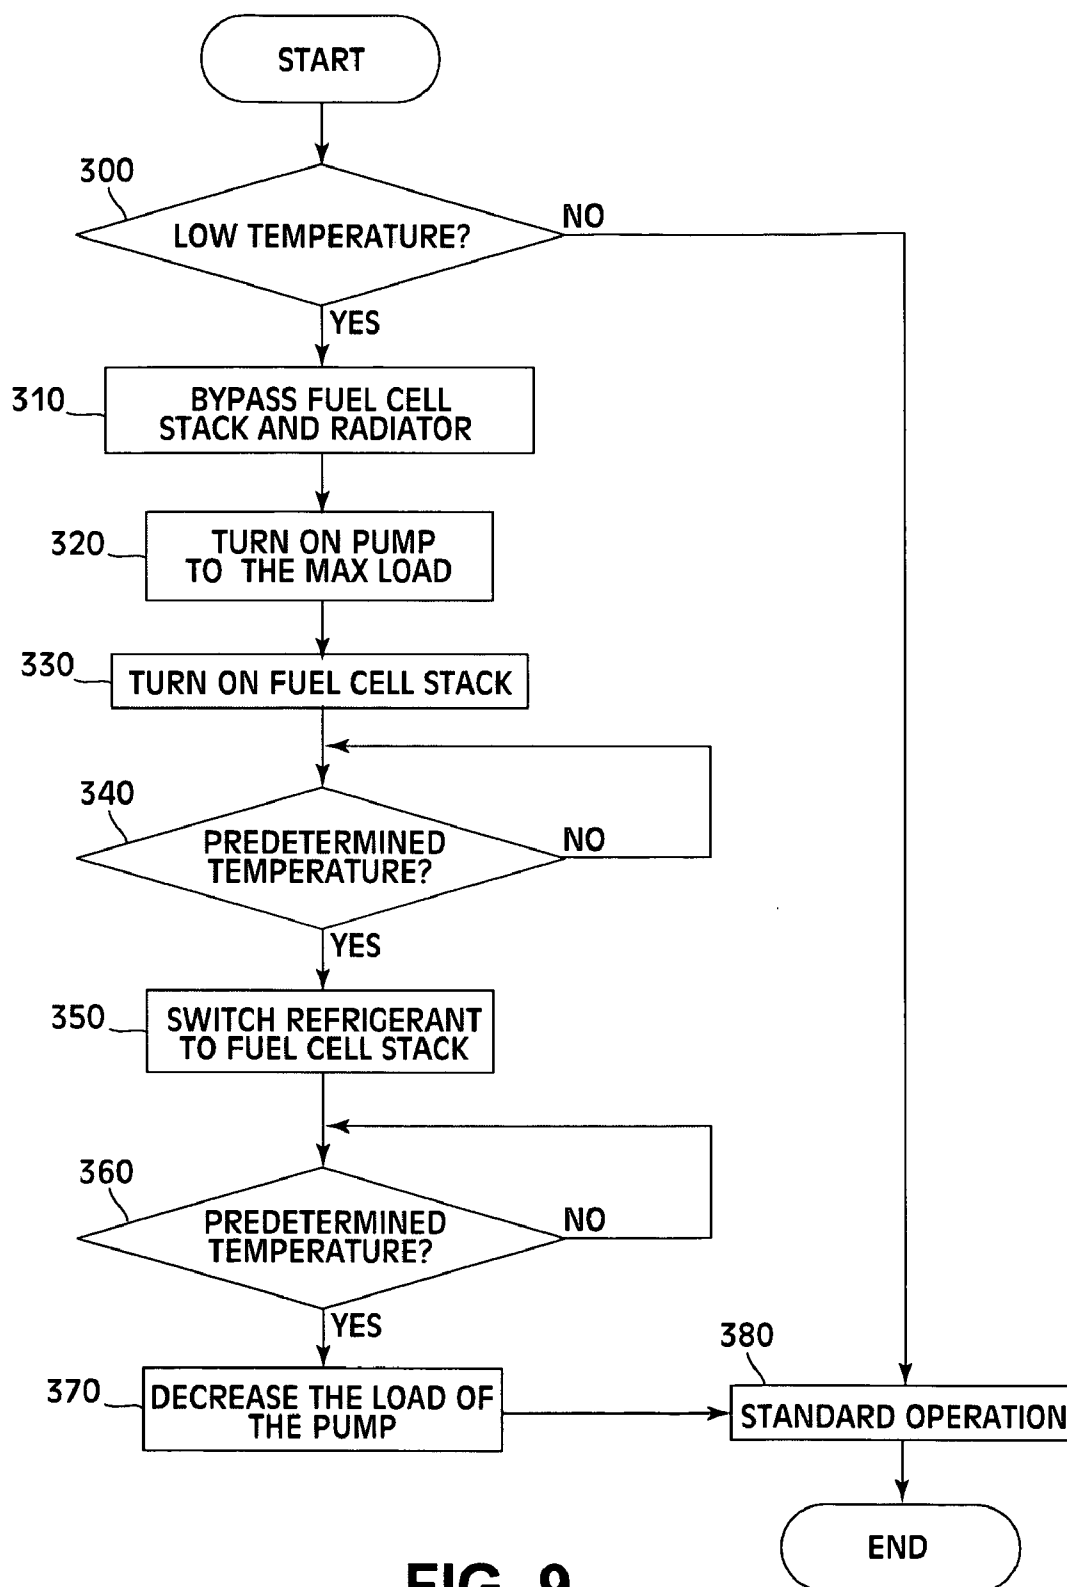 START
300
LOW TEMPERATURE?
NO
YES
310
BYPASS FUEL CELL
STACK AND RADIATOR
320
TURN ON PUMP
TO THE MAX LOAD
330
TURN ON FUEL CELL STACK
340
PREDETERMINED
TEMPERATURE?
NO
YES
350
SWITCH REFRIGERANT
TO FUEL CELL STACK
360
PREDETERMINED
TEMPERATURE?
NO
YES
370
DECREASE THE LOAD OF
THE PUMP
380
STANDARD OPERATION
END
FIG. 9